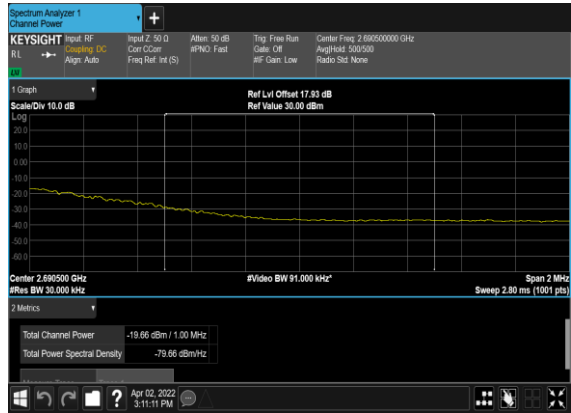 Spectrum Analyzer 1
Channel Power
+
KEYSIGHT Input: RF Input Z: 50 Ω Atten: 50 dB Trig: Free Run Center Freq: 2.690500000 GHz
RL Coupling: DC Corr CCorr #PNO: Fast Gate: Off Avg|Hold: 500/500
Align: Auto Freq Ref: Int (S) #IF Gain: Low Radio Std: None
1 Graph
Ref Lvl Offset 17.93 dB
Scale/Div 10.0 dB Ref Value 30.00 dBm
Log
20.0
10.0
0.00
-10.0
-20.0
-30.0
-40.0
-50.0
-60.0
Center 2.690500 GHz #Video BW 91.000 kHz* Span 2 MHz
#Res BW 30.000 kHz Sweep 2.80 ms (1001 pts)
2 Metrics
Total Channel Power -19.66 dBm / 1.00 MHz
Total Power Spectral Density -79.66 dBm/Hz
? Apr 02, 2022
3:11:11 PM